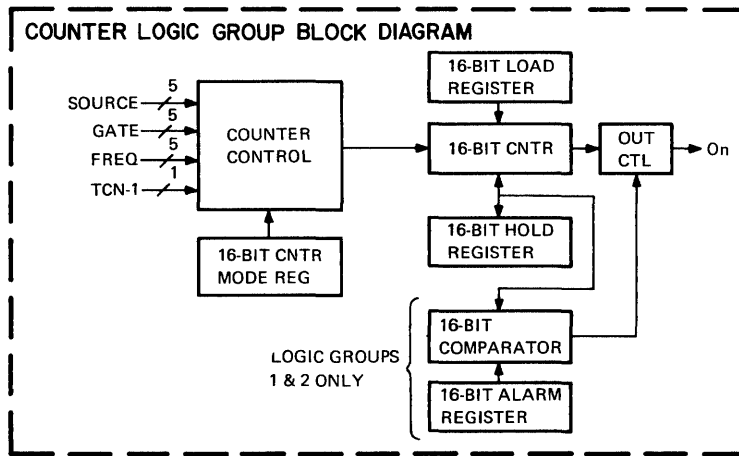 COUNTER LOGIC GROUP BLOCK DIAGRAM
16-BIT LOAD
REGISTER
SOURCE
5
GATE
5
FREQ
5
TCN-1
1
COUNTER
CONTROL
16-BIT CNTR
OUT
CTL
On
16-BIT CNTR
MODE REG
16-BIT HOLD
REGISTER
LOGIC GROUPS
1 & 2 ONLY
16-BIT
COMPARATOR
16-BIT ALARM
REGISTER